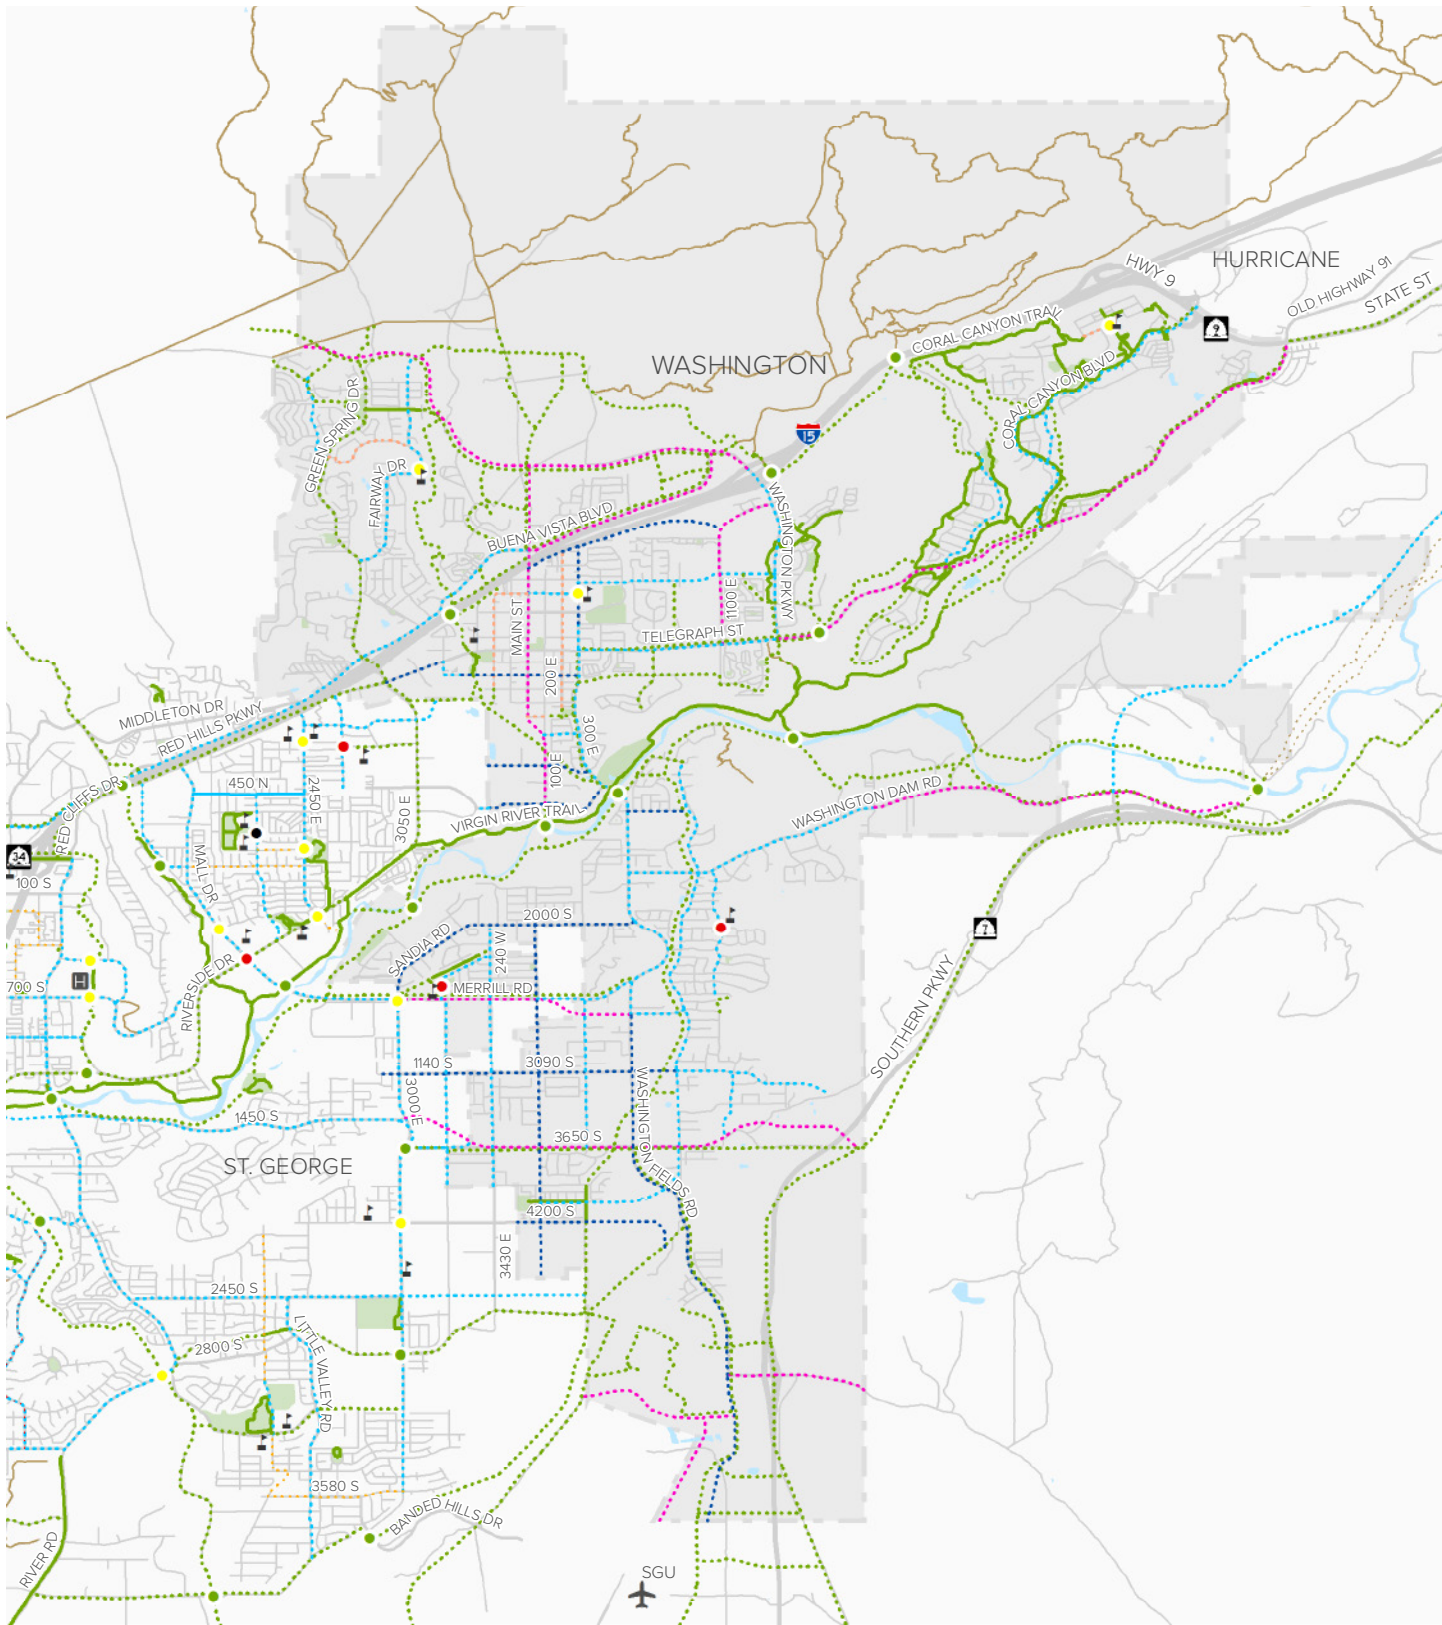 HWY 9
HURRICANE
OLD HIGHWAY 91
STATE ST
9
CORAL CANYON TRAIL
WASHINGTON
CORAL CANYON BLVD
GREEN SPRING DR
15
FAIRWAY DR
BUENA VISTA BLVD
WASHINGTON PKWY
1100 E
MAIN ST
TELEGRAPH ST
200 E
MIDDLETON DR
RED HILLS PKWY
300 E
RED CLIFFS DR
450 N
2450 E
100 E
3050 E
VIRGIN RIVER TRAIL
WASHINGTON DAM RD
34
100 S
MALL DR
2000 S
7
SANDIA RD
240 W
RIVERSIDE DR
H
700 S
MERRILL RD
SOUTHERN PKWY
1140 S
3090 S
3000 E
WASHINGTON FIELDS RD
1450 S
3650 S
ST. GEORGE
4200 S
3430 E
2450 S
2800 S
LITTLE VALLEY RD
3580 S
BANDED HILLS DR
RIVER RD
SGU